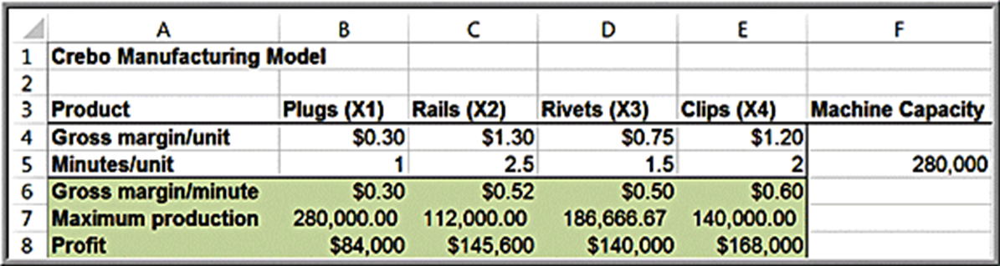 A B C D E F
1 Crebo Manufacturing Model
2
3 Product Plugs (X1) Rails (X2) Rivets (X3) Clips (X4) Machine Capacity
4 Gross margin/unit $0.30 $1.30 $0.75 $1.20
5 Minutes/unit 1 2.5 1.5 2 280,000
6 Gross margin/minute $0.30 $0.52 $0.50 $0.60
7 Maximum production 280,000.00 112,000.00 186,666.67 140,000.00
8 Profit $84,000 $145,600 $140,000 $168,000